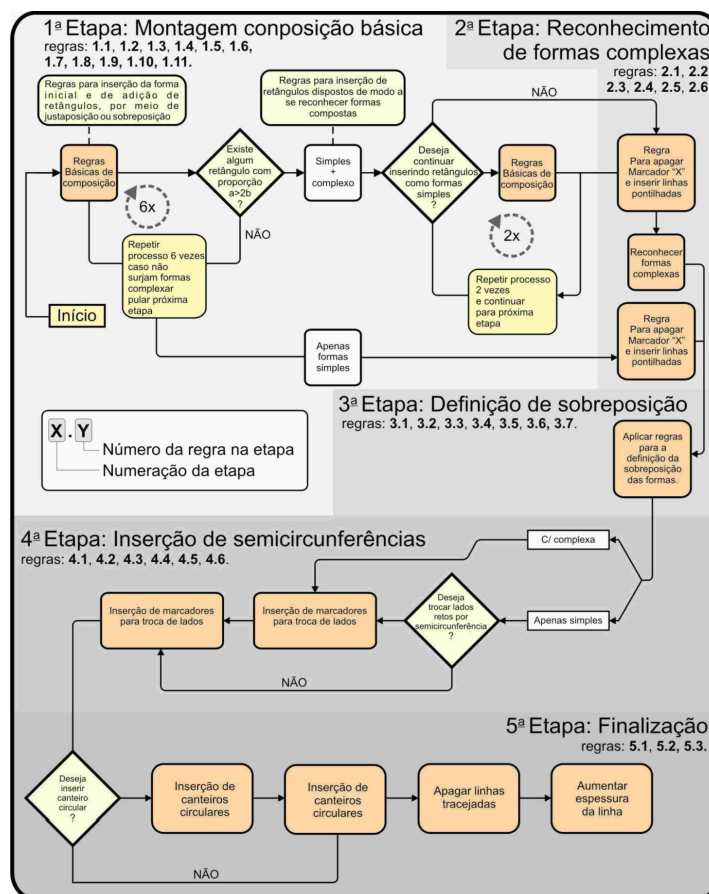 1ª Etapa: Montagem conposição básica
regras: 1.1, 1.2, 1.3, 1.4, 1.5, 1.6,
1.7, 1.8, 1.9, 1.10, 1.11.
2ª Etapa: Reconhecimento
de formas complexas
regras: 2.1, 2.2
2.3, 2.4, 2.5, 2.6
Regras para inserção da forma
inicial e de adição de
retângulos, por meio de
justaposição ou sobreposição
Regras para inserção de
retângulos dispostos de modo a
se reconhecer formas
compostas
NÃO
Regras
Básicas de
composição
Existe
algum
retângulo com
proporção
a>2b
?
Simples
+
complexo
Deseja
continuar
inserindo retângulos
como formas
simples
?
Regras
Básicas de
composição
Regra
Para apagar
Marcador “X”
e inserir linhas
pontilhadas
6x
NÃO
2x
Repetir
processo 6 vezes
caso não
surjam formas
complexar
pular próxima
etapa
Reconhecer
formas
complexas
Repetir processo
2 vezes
e continuar
para próxima
etapa
Início
Apenas
formas
simples
Regra
Para apagar
Marcador “X”
e inserir linhas
pontilhadas
3ª Etapa: Definição de sobreposição
regras: 3.1, 3.2, 3.3, 3.4, 3.5, 3.6, 3.7.
X . Y
Número da regra na etapa
Numeração da etapa
Aplicar regras
para a
definição da
sobreposição
das formas.
4ª Etapa: Inserção de semicircunferências
regras: 4.1, 4.2, 4.3, 4.4, 4.5, 4.6.
C/ complexa
Inserção de marcadores
para troca de lados
Inserção de marcadores
para troca de lados
Deseja
trocar lados
retos por
semicircunferência
?
Apenas simples
NÃO
5ª Etapa: Finalização
regras: 5.1, 5.2, 5.3.
Deseja
inserir
canteiro
circular
?
Inserção de
canteiros
circulares
Inserção de
canteiros
circulares
Apagar linhas
tracejadas
Aumentar
espessura
da linha
NÃO